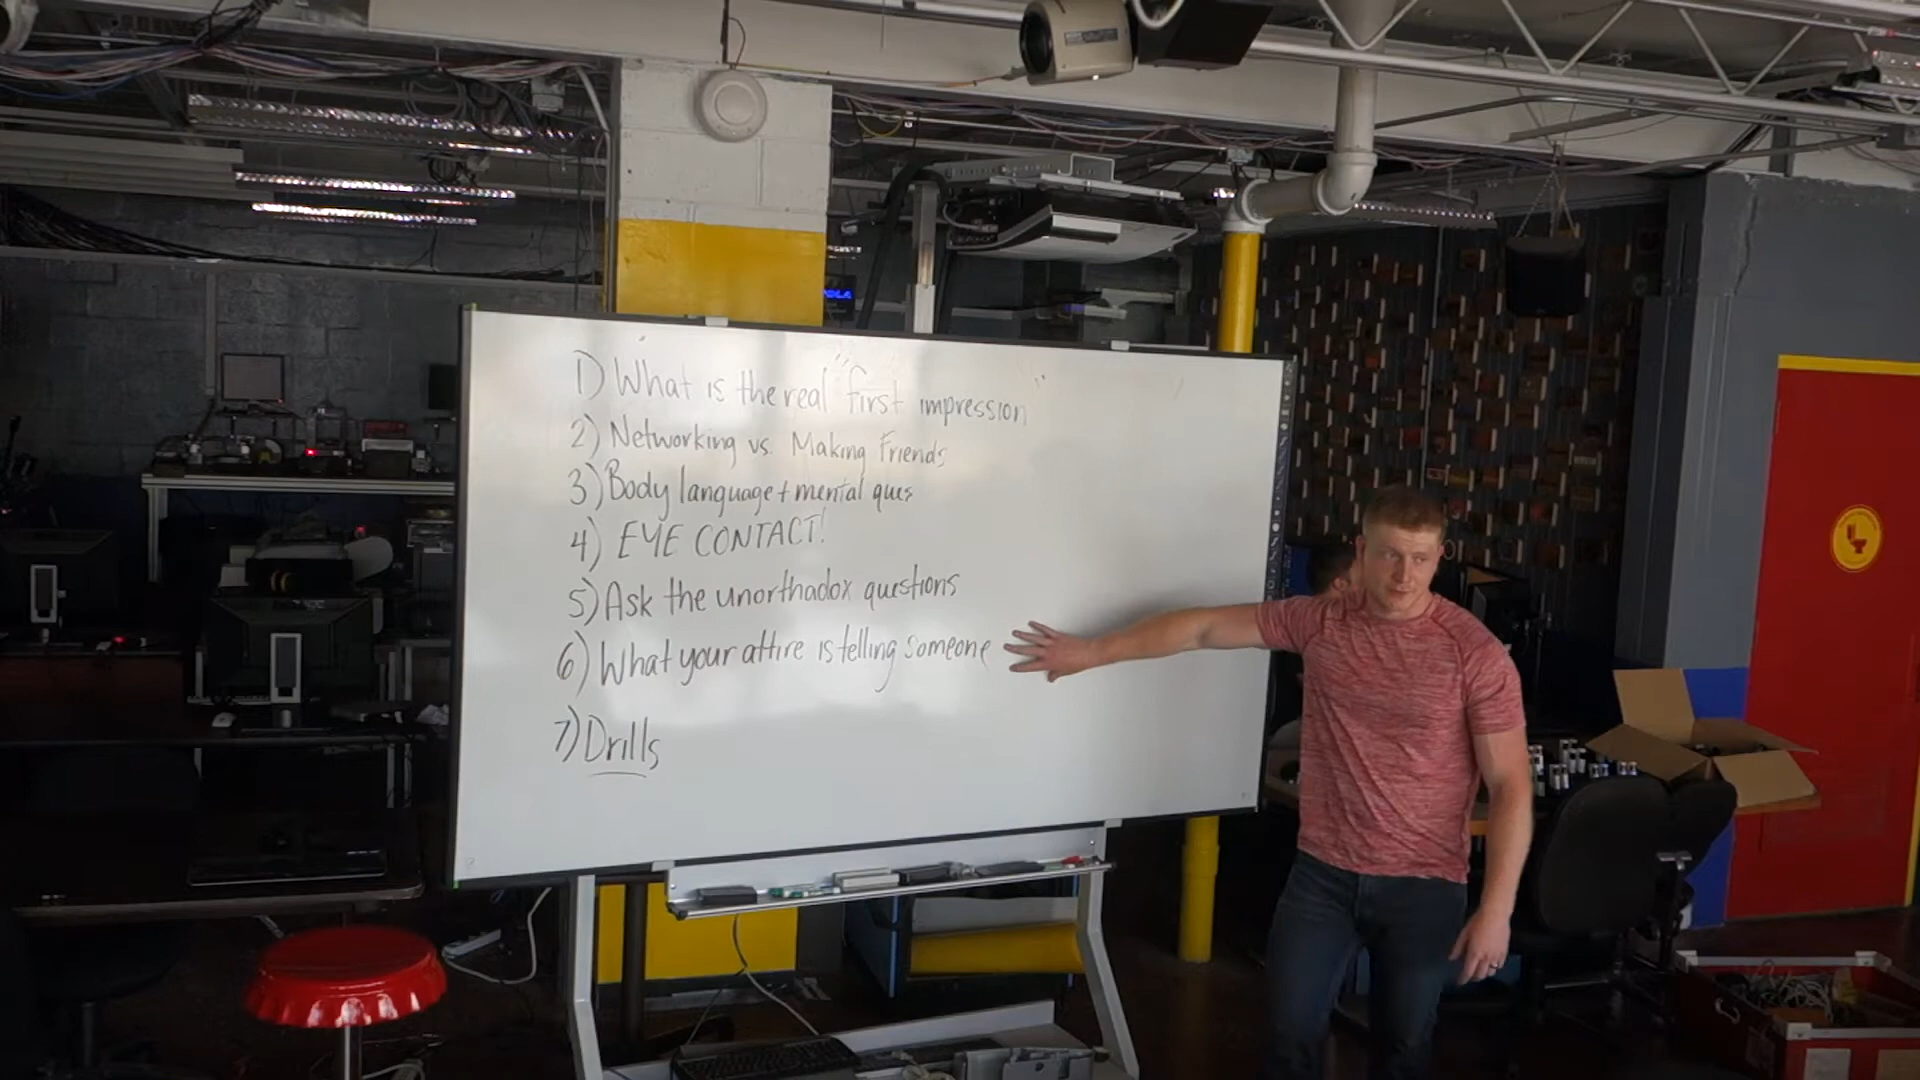 1) What is the real "first impression"
2) Networking vs. Making Friends
3) Body language + mental ques
4) EYE CONTACT!
5) Ask the unorthadox questions
6) What your attire is telling someone
7) Drills